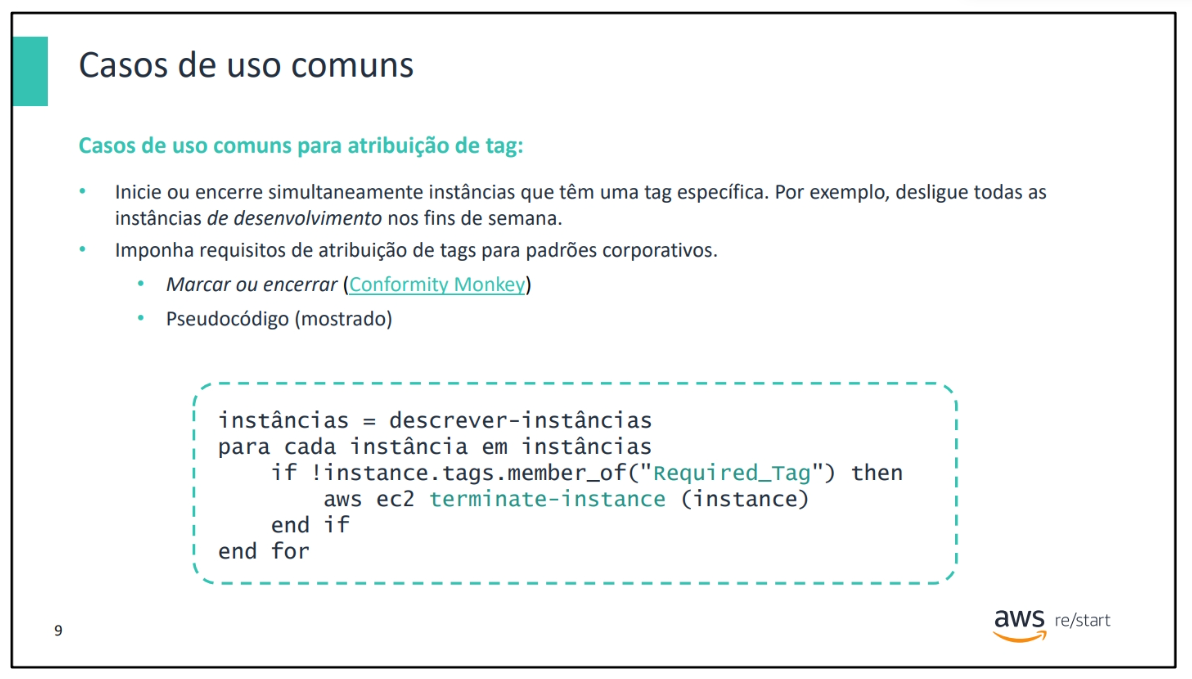 Casos de uso comuns
Casos de uso comuns para atribuição de tag:
• Inicie ou encerre simultaneamente instâncias que têm uma tag específica. Por exemplo, desligue todas as
instâncias de desenvolvimento nos fins de semana.
• Imponha requisitos de atribuição de tags para padrões corporativos.
• Marcar ou encerrar (Conformity Monkey)
• Pseudocódigo (mostrado)
instâncias = descrever-instâncias
para cada instância em instâncias
    if !instance.tags.member_of("Required_Tag") then
        aws ec2 terminate-instance (instance)
    end if
end for
9
aws re/start